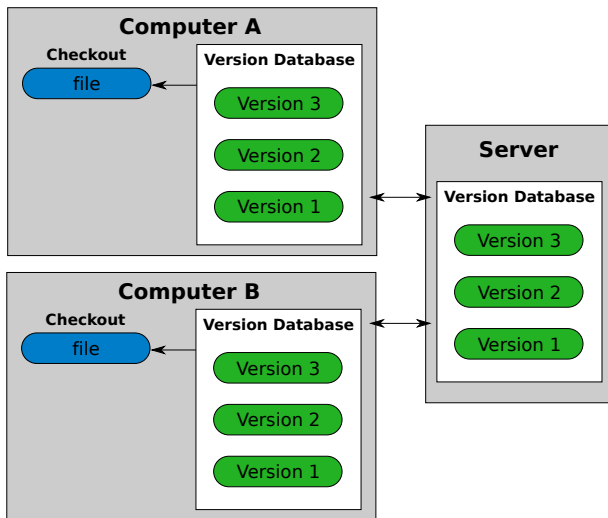 Computer A
Checkout
file
Version Database
Version 3
Version 2
Version 1
Computer B
Checkout
file
Version Database
Version 3
Version 2
Version 1
Server
Version Database
Version 3
Version 2
Version 1